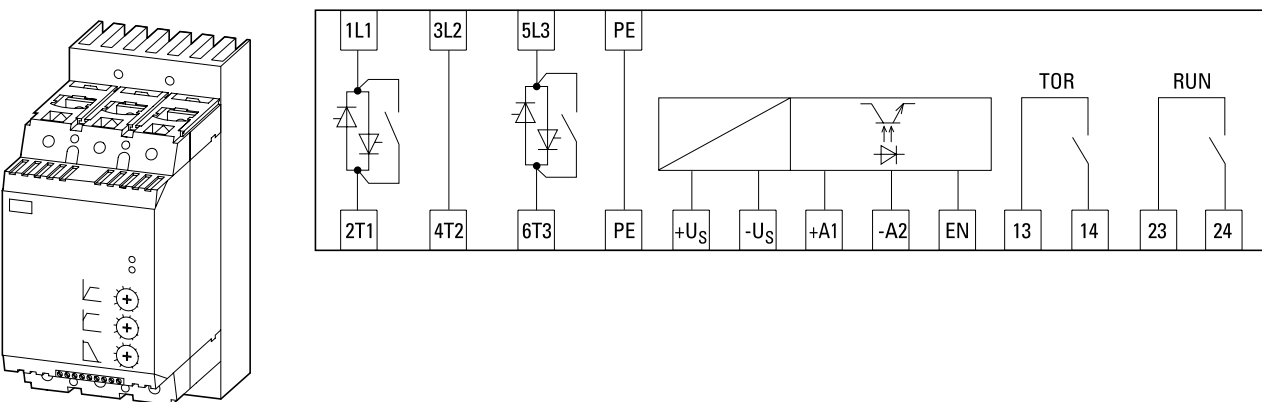 1L1 3L2 5L3 PE
TOR RUN
2T1 4T2 6T3 PE +US -US +A1 -A2 EN 13 14 23 24